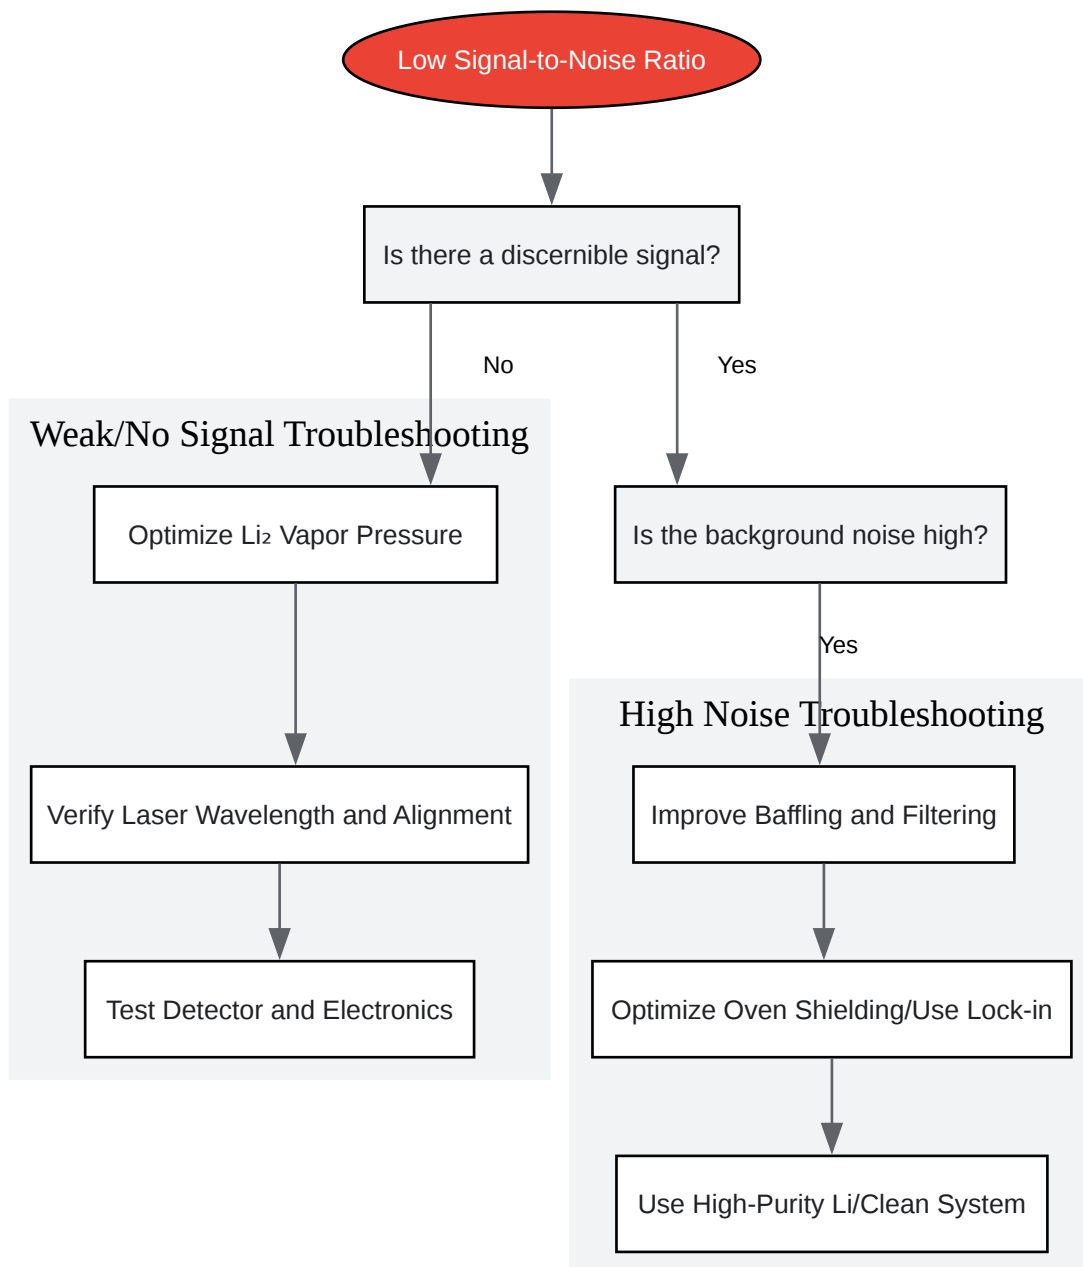 Low Signal-to-Noise Ratio
Is there a discernible signal?
No
Yes
Weak/No Signal Troubleshooting
Optimize Li₂ Vapor Pressure
Is the background noise high?
Yes
High Noise Troubleshooting
Verify Laser Wavelength and Alignment
Improve Baffling and Filtering
Test Detector and Electronics
Optimize Oven Shielding/Use Lock-in
Use High-Purity Li/Clean System